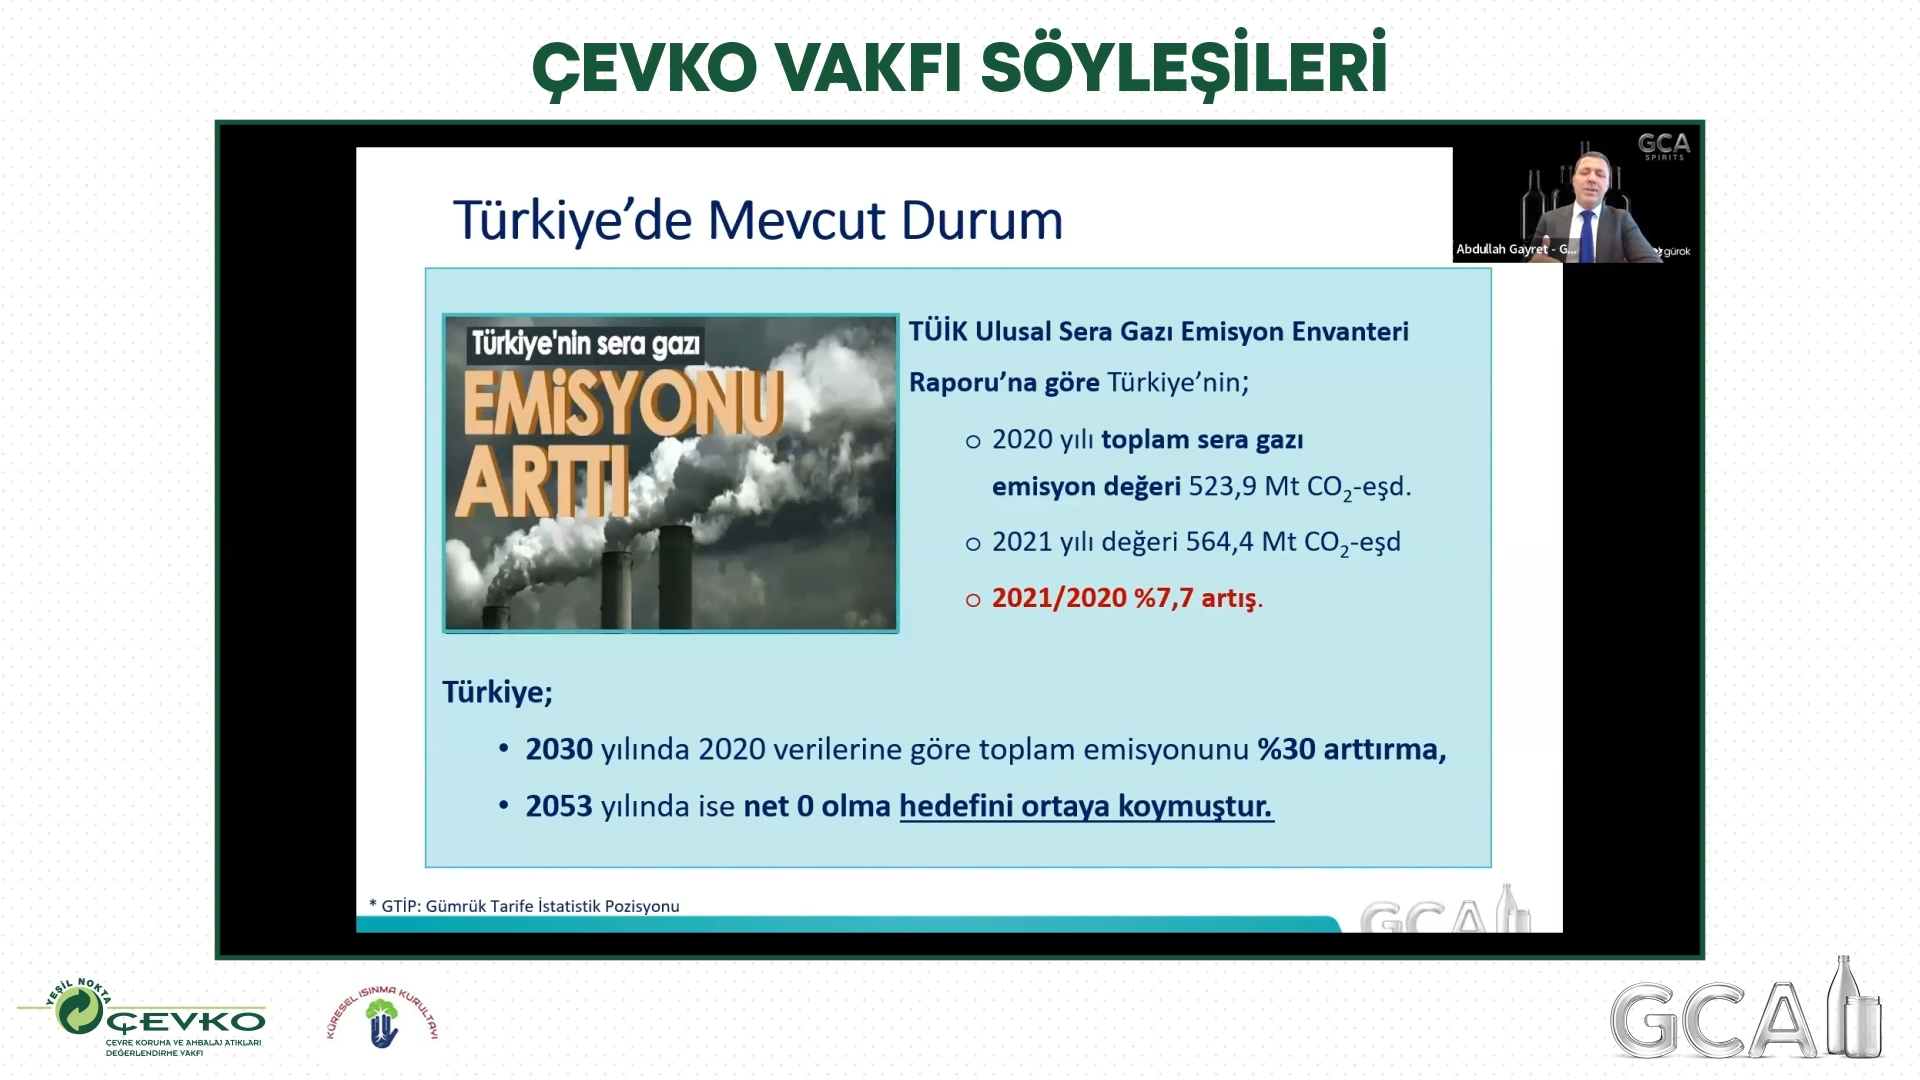 ÇEVKO VAKFI SÖYLEŞİLERİ
GCA
SPIRITS
Abdullah Gayret - G...
gürok
Türkiye’de Mevcut Durum
Türkiye'nin sera gazı
EMİSYONU
ARTTI
TÜİK Ulusal Sera Gazı Emisyon Envanteri
Raporu’na göre Türkiye’nin;
o 2020 yılı toplam sera gazı
emisyon değeri 523,9 Mt CO₂-eşd.
o 2021 yılı değeri 564,4 Mt CO₂-eşd
o 2021/2020 %7,7 artış.
Türkiye;
• 2030 yılında 2020 verilerine göre toplam emisyonunu %30 arttırma,
• 2053 yılında ise net 0 olma hedefini ortaya koymuştur.
* GTİP: Gümrük Tarife İstatistik Pozisyonu
GCA
YEŞİL NOKTA
ÇEVKO
ÇEVRE KORUMA VE AMBALAJ ATIKLARI
DEĞERLENDİRME VAKFI
KÜRESEL ISINMA KURULTAYI
GCA